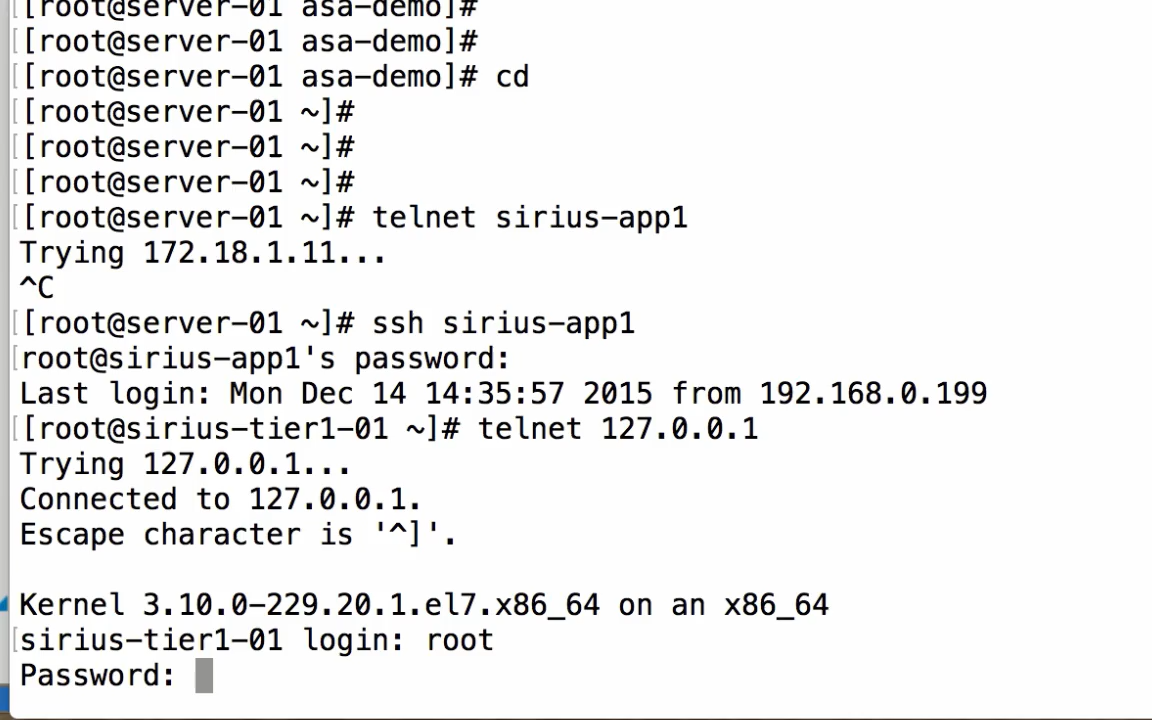 [[root@server-01 asa-demo]#
[[root@server-01 asa-demo]#
[[root@server-01 asa-demo]# cd
[[root@server-01 ~]#
[[root@server-01 ~]#
[[root@server-01 ~]#
[[root@server-01 ~]# telnet sirius-app1
Trying 172.18.1.11...
^C
[[root@server-01 ~]# ssh sirius-app1
[root@sirius-app1's password:
Last login: Mon Dec 14 14:35:57 2015 from 192.168.0.199
[[root@sirius-tier1-01 ~]# telnet 127.0.0.1
Trying 127.0.0.1...
Connected to 127.0.0.1.
Escape character is '^]'.
Kernel 3.10.0-229.20.1.el7.x86_64 on an x86_64
[sirius-tier1-01 login: root
Password: